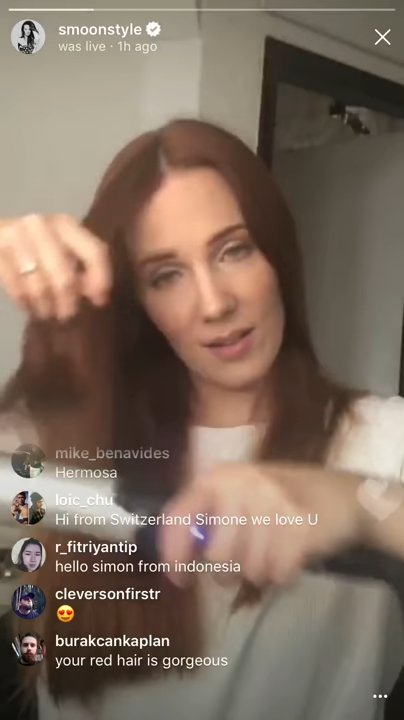 smoonstyle
was live · 1h ago
mike_benavides
Hermosa
loic_chu
Hi from Switzerland Simone we love U
r_fitriyantip
hello simon from indonesia
cleversonfirstr
😍
burakcankaplan
your red hair is gorgeous